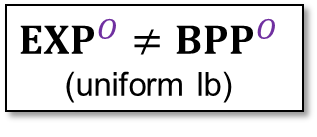 EXP^O ≠ BPP^O
(uniform lb)